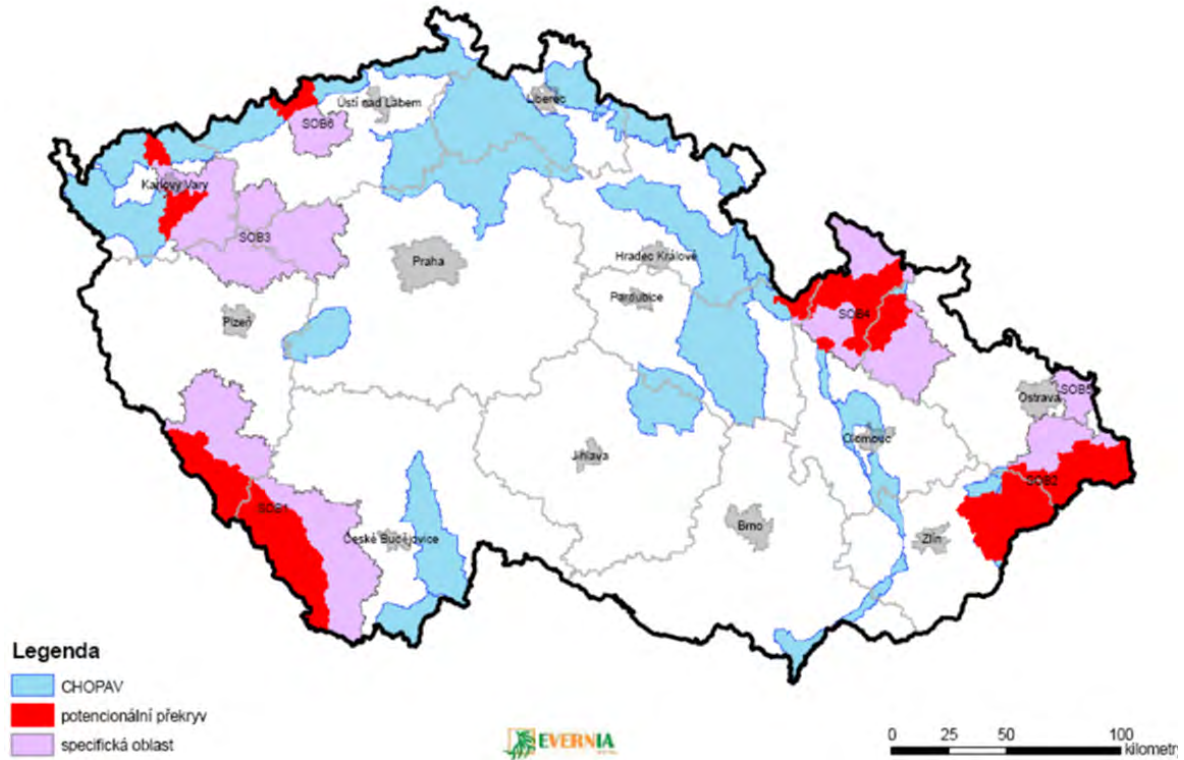 Liberec
Ústí nad Labem
SOB6
Karlovy Vary
SOB3
Praha
Hradec Králové
Pardubice
Plzeň
SOB4
Ostrava
SOB5
Olomouc
Jihlava
SOB2
SOB1
České Budějovice
Brno
Zlín
Legenda
CHOPAV
potencionální překryv
specifická oblast
EVERNIA
0 25 50 100
kilometry